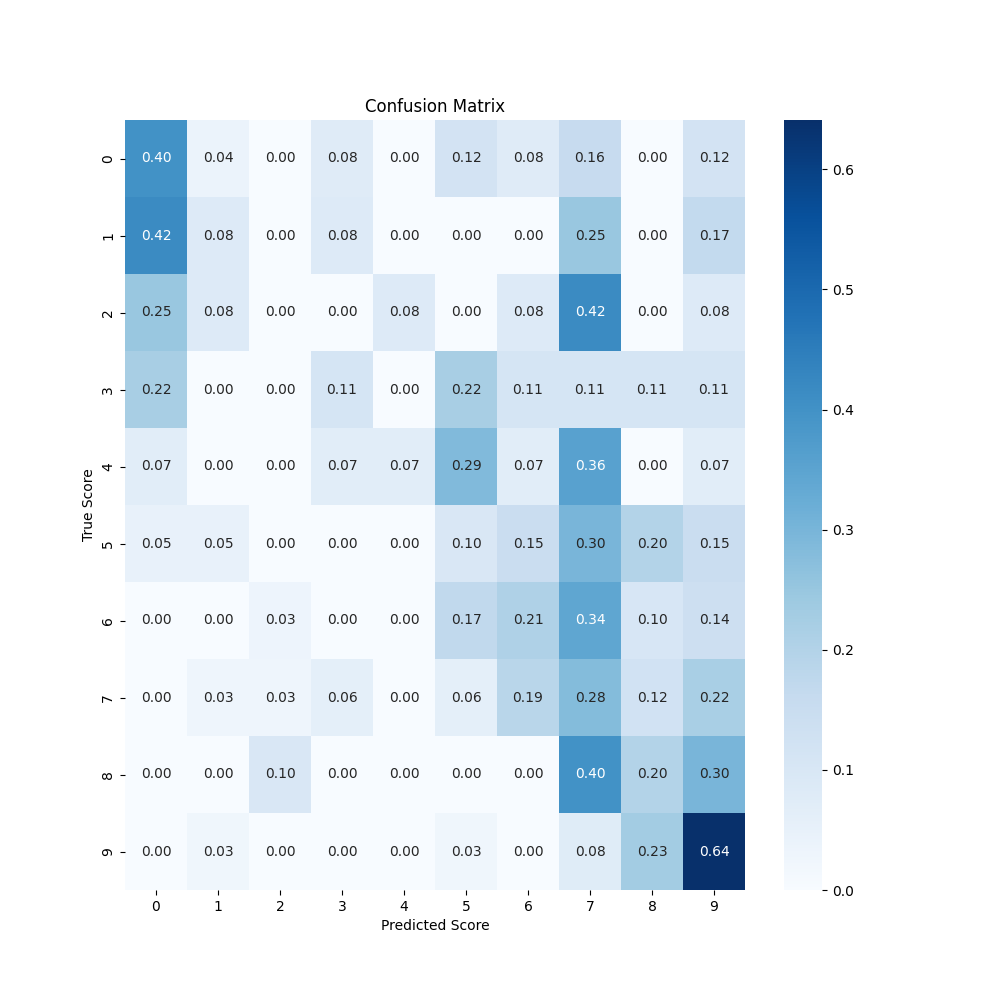 Confusion Matrix
0 0.40 0.04 0.00 0.08 0.00 0.12 0.08 0.16 0.00 0.12
1 0.42 0.08 0.00 0.08 0.00 0.00 0.00 0.25 0.00 0.17
2 0.25 0.08 0.00 0.00 0.08 0.00 0.08 0.42 0.00 0.08
3 0.22 0.00 0.00 0.11 0.00 0.22 0.11 0.11 0.11 0.11
4 0.07 0.00 0.00 0.07 0.07 0.29 0.07 0.36 0.00 0.07
5 0.05 0.05 0.00 0.00 0.00 0.10 0.15 0.30 0.20 0.15
6 0.00 0.00 0.03 0.00 0.00 0.17 0.21 0.34 0.10 0.14
7 0.00 0.03 0.03 0.06 0.00 0.06 0.19 0.28 0.12 0.22
8 0.00 0.00 0.10 0.00 0.00 0.00 0.00 0.40 0.20 0.30
9 0.00 0.03 0.00 0.00 0.00 0.03 0.00 0.08 0.23 0.64
True Score
0 1 2 3 4 5 6 7 8 9
Predicted Score
0.6
0.5
0.4
0.3
0.2
0.1
0.0